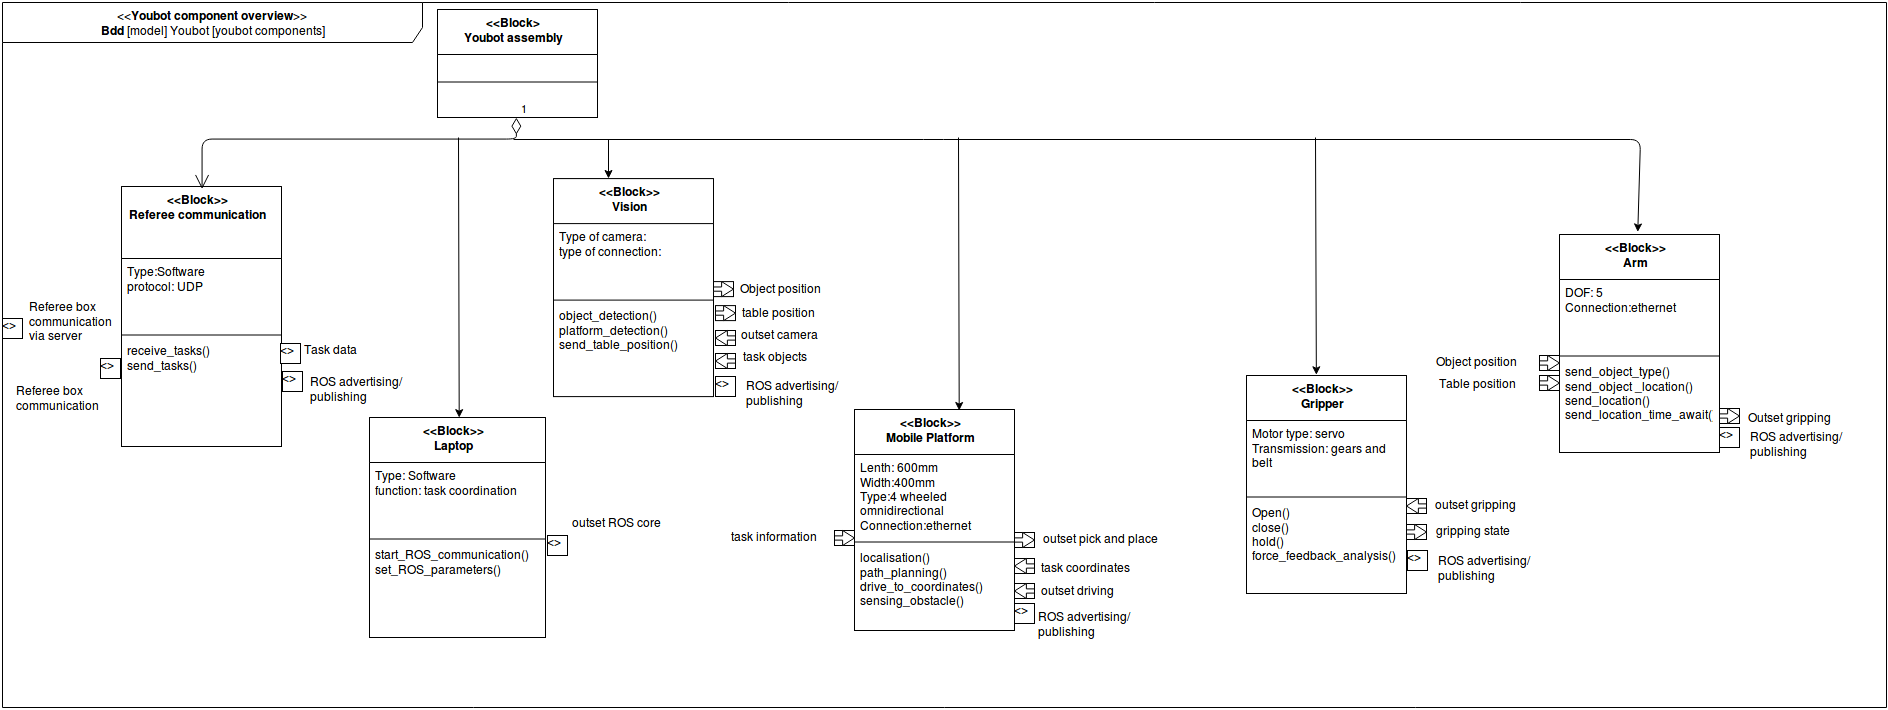 <<Youbot component overview>>
Bdd [model] Youbot [youbot components]
<<Block>
Youbot assembly
1
<<Block>>
Referee communication
Type:Software
protocol: UDP
receive_tasks()
send_tasks()
<>
Referee box
communication
via server
<>
Referee box
communication
<>
Task data
<>
ROS advertising/
publishing
<<Block>>
Laptop
Type: Software
function: task coordination
start_ROS_communication()
set_ROS_parameters()
outset ROS core
<>
<<Block>>
Vision
Type of camera:
type of connection:
object_detection()
platform_detection()
send_table_position()
Object position
table position
outset camera
task objects
<>
ROS advertising/
publishing
<<Block>>
Mobile Platform
Lenth: 600mm
Width:400mm
Type:4 wheeled
omnidirectional
Connection:ethernet
localisation()
path_planning()
drive_to_coordinates()
sensing_obstacle()
task information
outset pick and place
task coordinates
outset driving
<>
ROS advertising/
publishing
<<Block>>
Gripper
Motor type: servo
Transmission: gears and
belt
Open()
close()
hold()
force_feedback_analysis()
outset gripping
gripping state
<>
ROS advertising/
publishing
<<Block>>
Arm
DOF: 5
Connection:ethernet
send_object_type()
send_object_location()
send_location()
send_location_time_await(
Object position
Table position
Outset gripping
<>
ROS advertising/
publishing